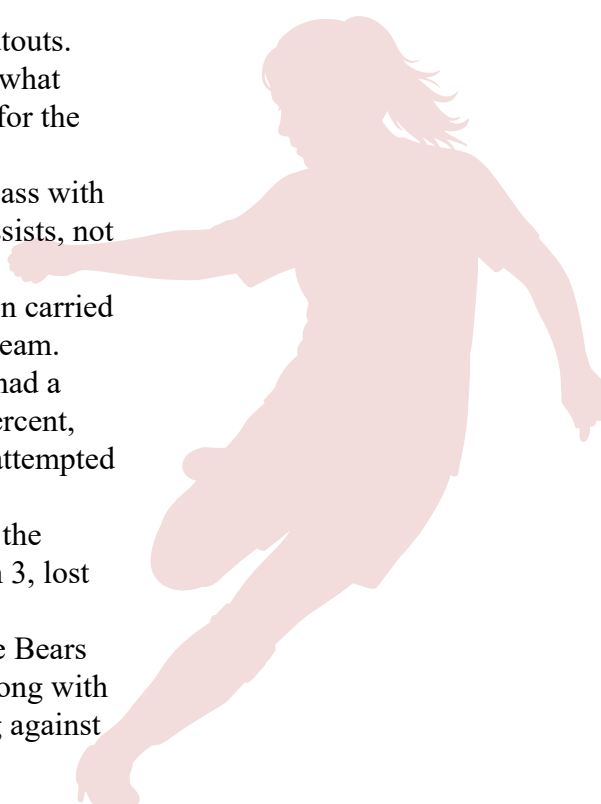 touts.
what
for the
ass with
sists, not
n carried
eam.
had a
ercent,
attempted
the
n 3, lost
e Bears
ong with
g against